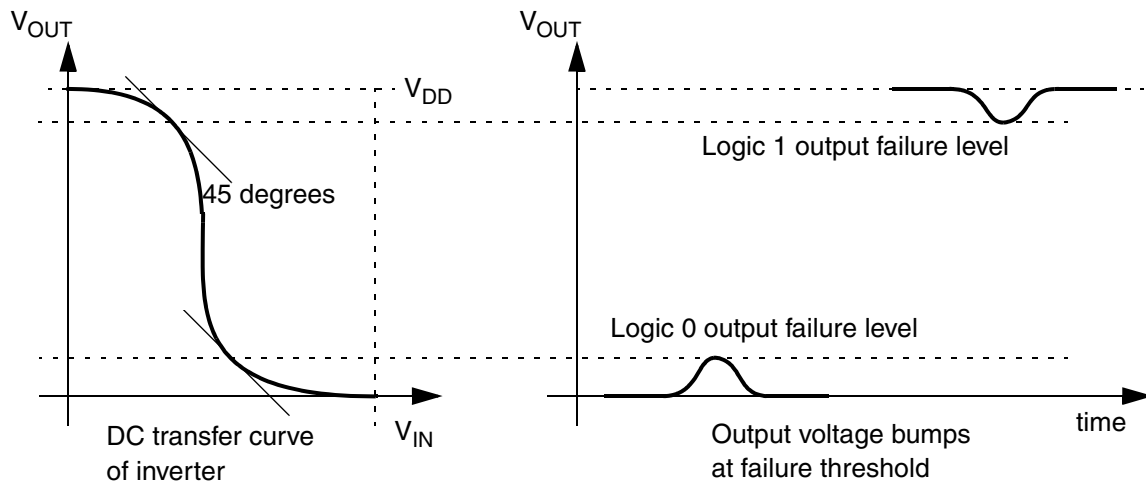 VOUT
VDD
45 degrees
VIN
DC transfer curve
of inverter
VOUT
Logic 1 output failure level
Logic 0 output failure level
time
Output voltage bumps
at failure threshold